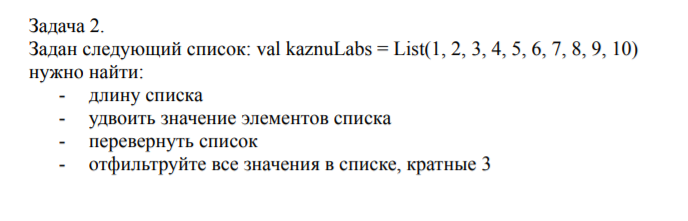 Задача 2.
Задан следующий список: val kaznuLabs = List(1, 2, 3, 4, 5, 6, 7, 8, 9, 10)
нужно найти:
- длину списка
- удвоить значение элементов списка
- перевернуть список
- отфильтруйте все значения в списке, кратные 3